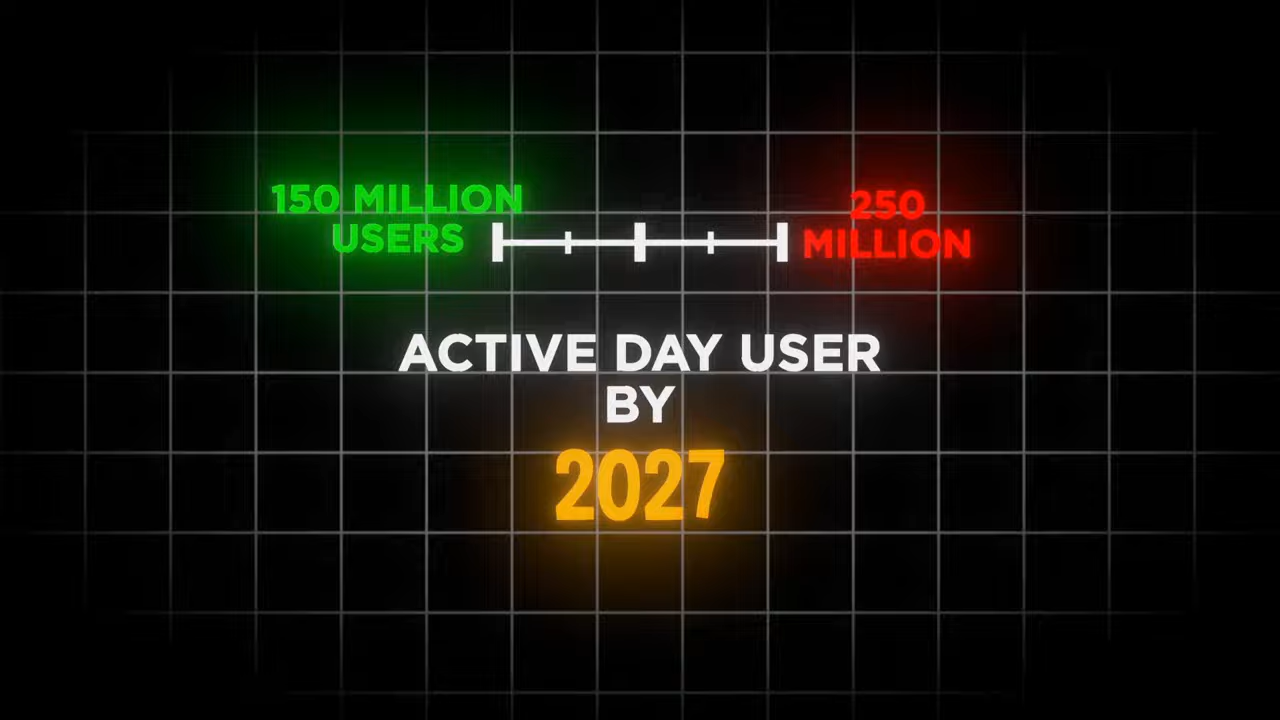 150 MILLION
USERS
250
MILLION
ACTIVE DAY USER
BY
2027